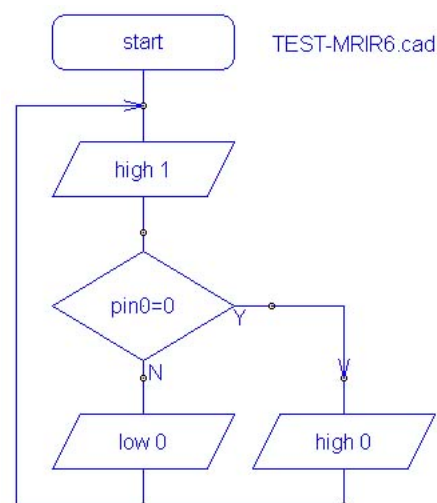 start
TEST-MRIR6.cad
high 1
pin0=0
Y
N
low 0
high 0